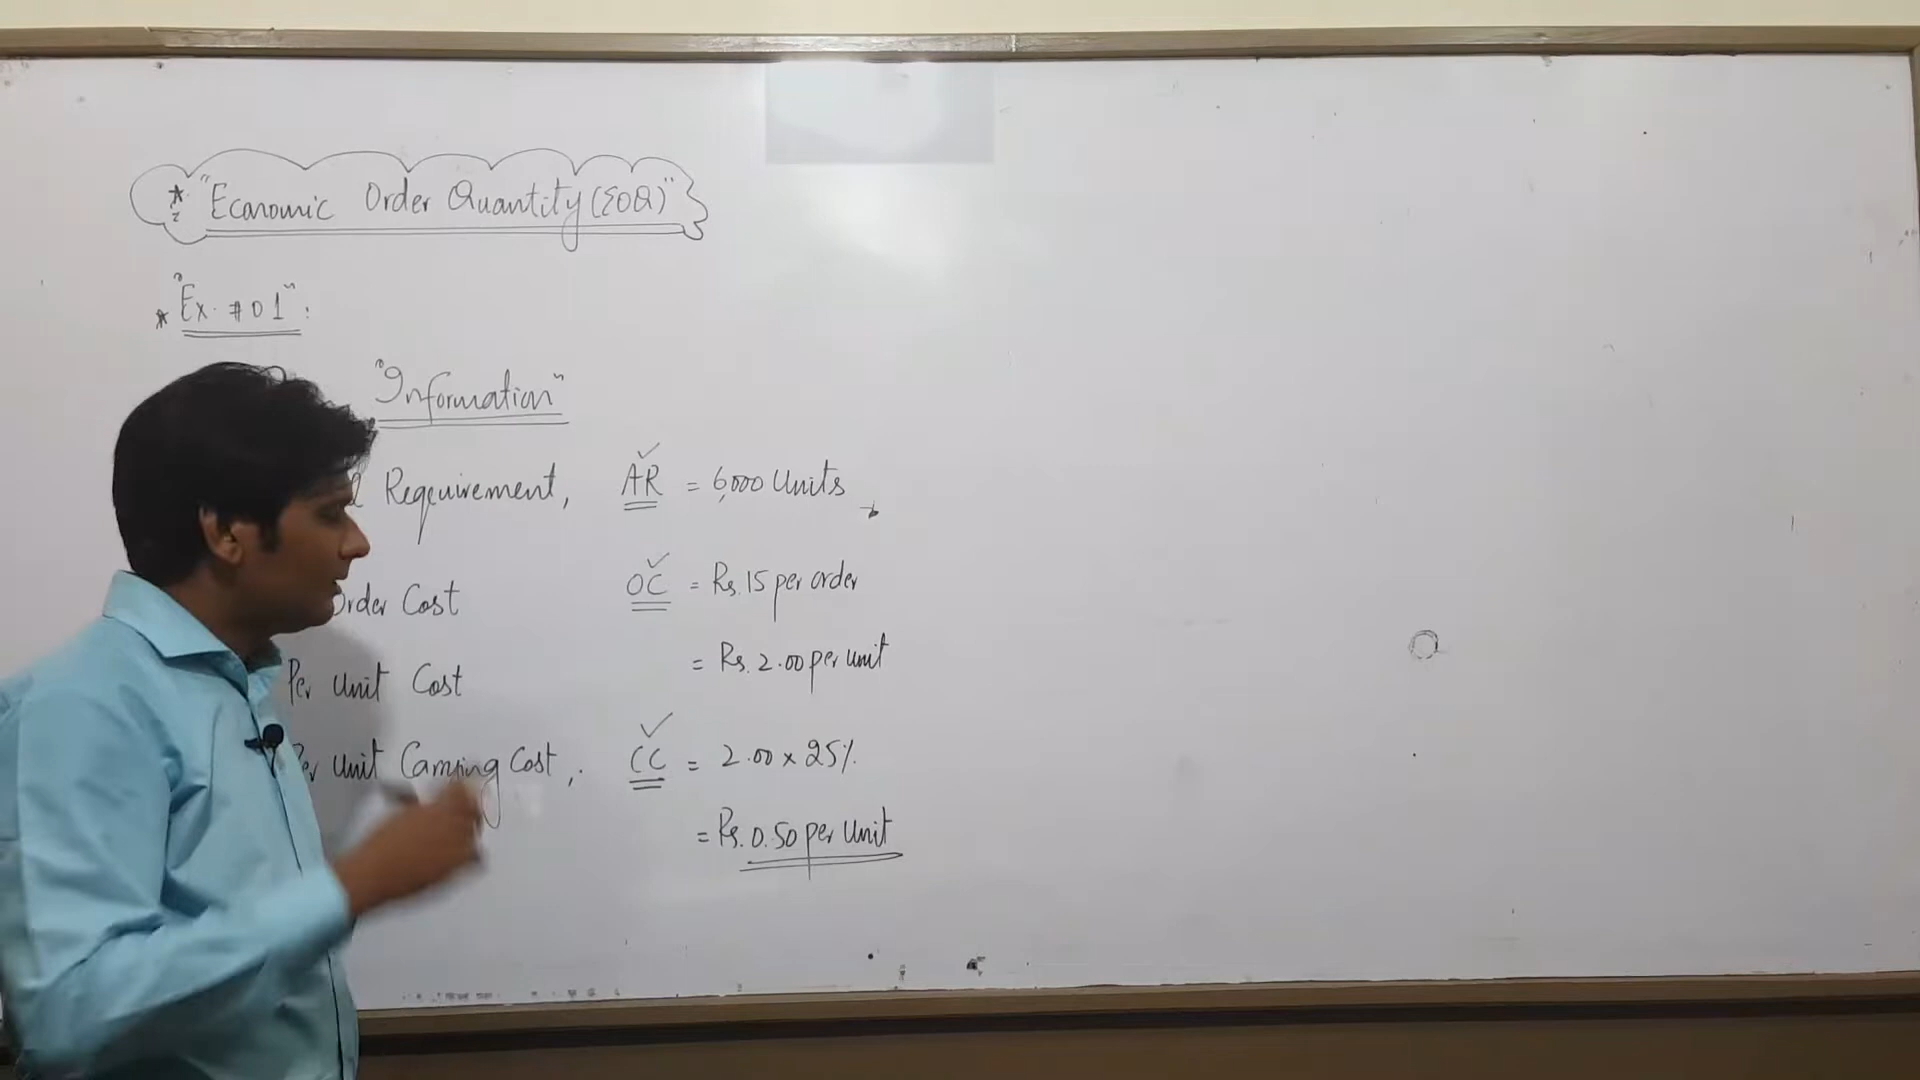 * "Economic Order Quantity (EOQ)"
* "Ex. #01":
"Information"
Requirement, AR = 6,000 Units
Order Cost OC = Rs. 15 per order
Per Unit Cost = Rs. 2.00 per unit
Per Unit Carrying Cost, CC = 2.00 × 25%
= Rs. 0.50 per Unit